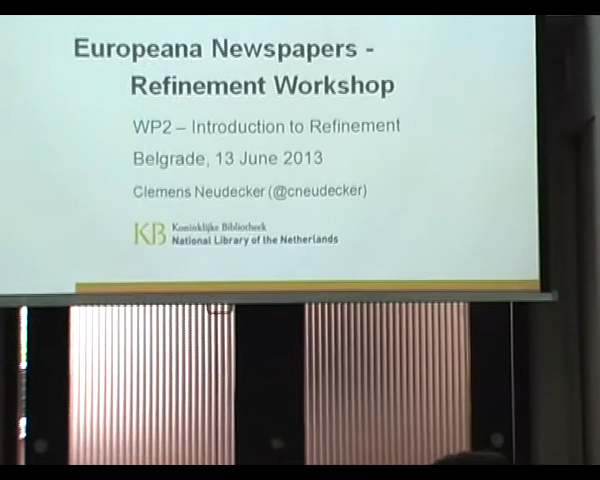 Europeana Newspapers -
Refinement Workshop
WP2 – Introduction to Refinement
Belgrade, 13 June 2013
Clemens Neudecker (@cneudecker)
KB
Koninklijke Bibliotheek
National Library of the Netherlands